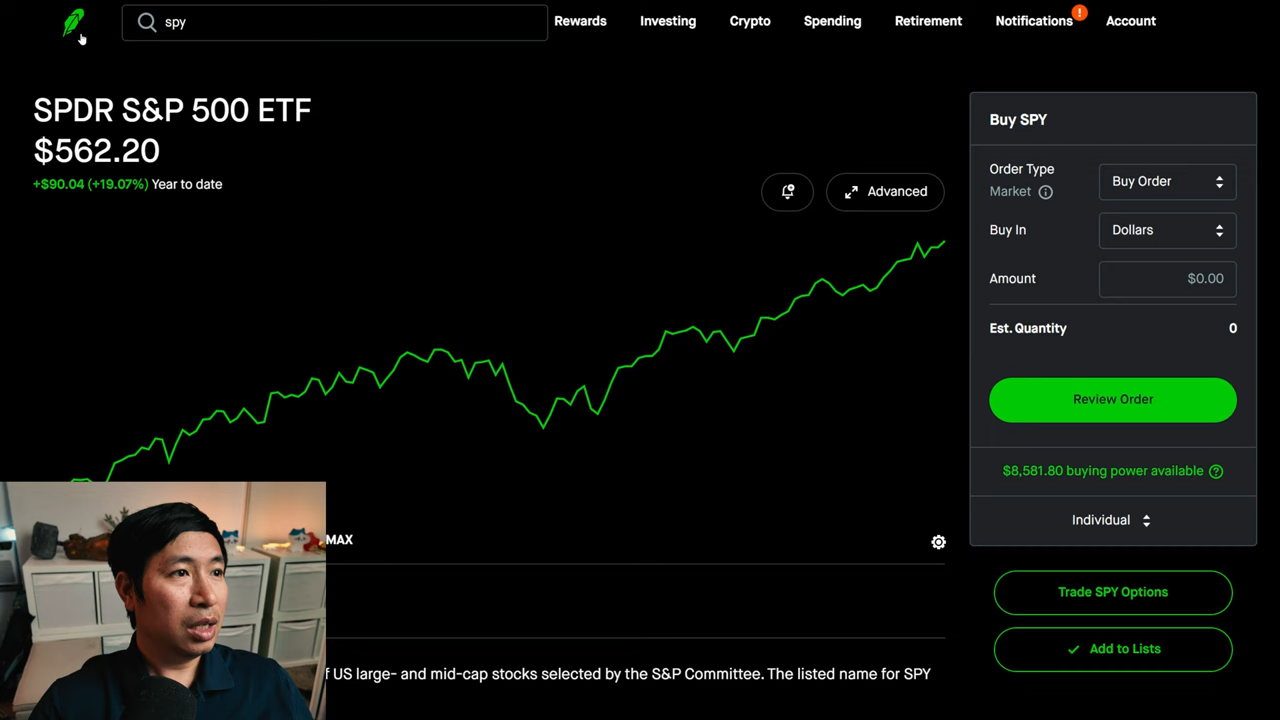 spy
Rewards
Investing
Crypto
Spending
Retirement
Notifications
!
Account
SPDR S&P 500 ETF
$562.20
+$90.04 (+19.07%) Year to date
Advanced
Buy SPY
Order Type
Market
Buy Order
Buy In
Dollars
Amount
$0.00
Est. Quantity
0
Review Order
$8,581.80 buying power available
Individual
MAX
Trade SPY Options
Add to Lists
f US large- and mid-cap stocks selected by the S&P Committee. The listed name for SPY